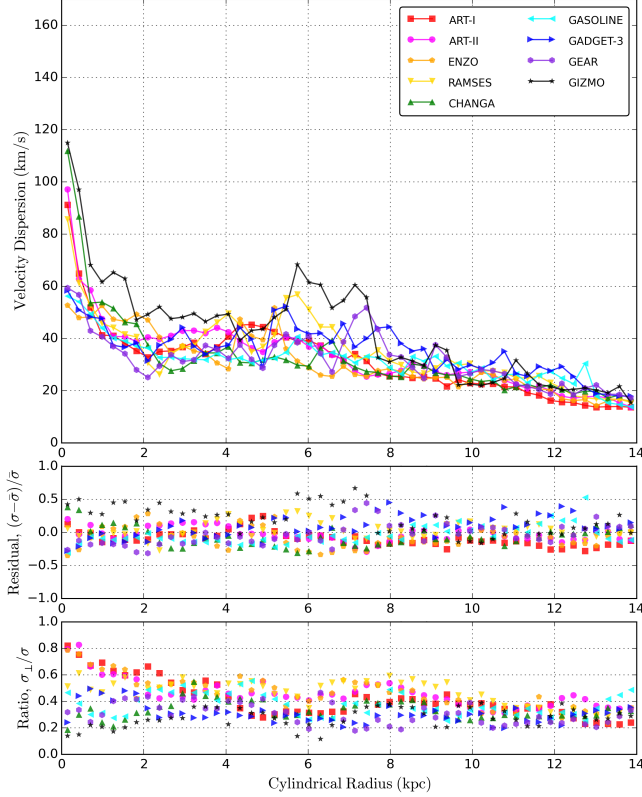 160
140
120
100
80
60
40
20
0
Velocity Dispersion (km/s)
ART-I
ART-II
ENZO
RAMSES
CHANGA
GASOLINE
GADGET-3
GEAR
GIZMO
0 2 4 6 8 10 12 14
1.0
0.5
0.0
−0.5
−1.0
Residual, (σ−σ̄)/σ̄
0 2 4 6 8 10 12 14
1.0
0.8
0.6
0.4
0.2
0.0
Ratio, σ⊥/σ
0 2 4 6 8 10 12 14
Cylindrical Radius (kpc)